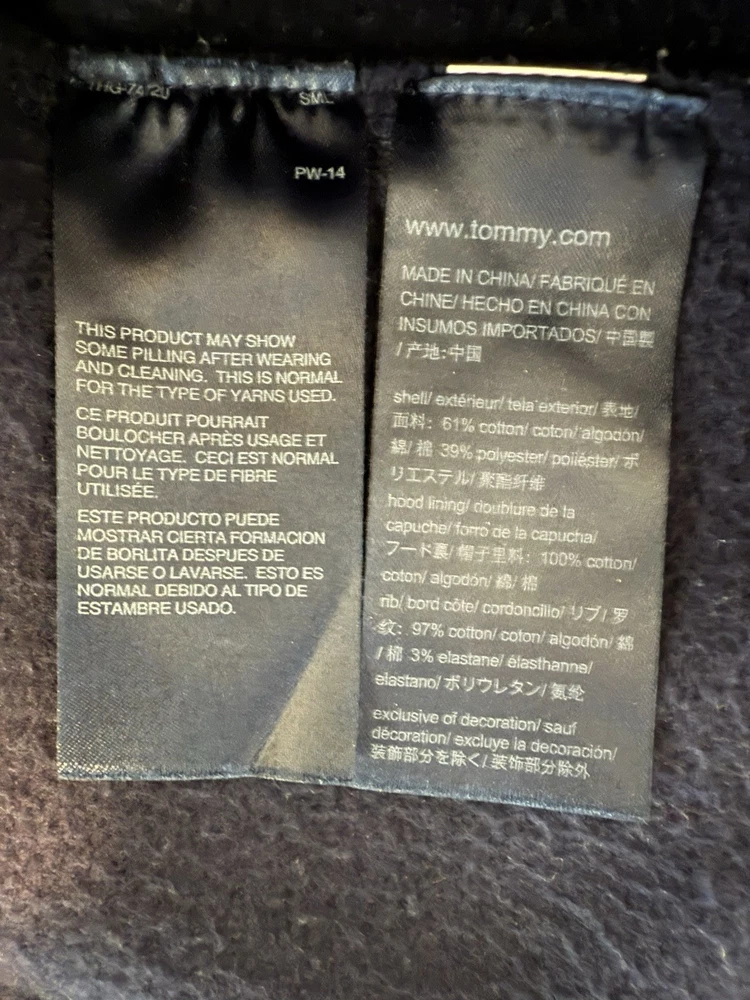 SML
PW-14
THIS PRODUCT MAY SHOW
SOME PILLING AFTER WEARING
AND CLEANING. THIS IS NORMAL
FOR THE TYPE OF YARNS USED.
CE PRODUIT POURRAIT
BOULOCHER APRÈS USAGE ET
NETTOYAGE. CECI EST NORMAL
POUR LE TYPE DE FIBRE
UTILISÉE.
ESTE PRODUCTO PUEDE
MOSTRAR CIERTA FORMACION
DE BORLITA DESPUES DE
USARSE O LAVARSE. ESTO ES
NORMAL DEBIDO AL TIPO DE
ESTAMBRE USADO.
www.tommy.com
MADE IN CHINA/ FABRIQUÉ EN
CHINE/ HECHO EN CHINA CON
INSUMOS IMPORTADOS/ 中国製
/ 产地:中国
shell/ extérieur/ tela exterior/ 表地/
面料: 61% cotton/ coton/ algodón/
綿/ 棉 39% polyester/ poliéster/ ポ
リエステル/ 聚酯纤维
hood lining/ doublure de la
capuche/ forro de la capucha/
フード裏/ 帽子里料: 100% cotton/
coton/ algodón/ 綿/ 棉
rib/ bord côte/ cordoncillo/ リブ/ 罗
纹: 97% cotton/ coton/ algodón/ 綿
/ 棉 3% elastane/ élasthanne/
elastano/ ポリウレタン/ 氨纶
exclusive of decoration/ sauf
décoration/ excluye la decoración/
装飾部分を除く/ 装饰部分除外